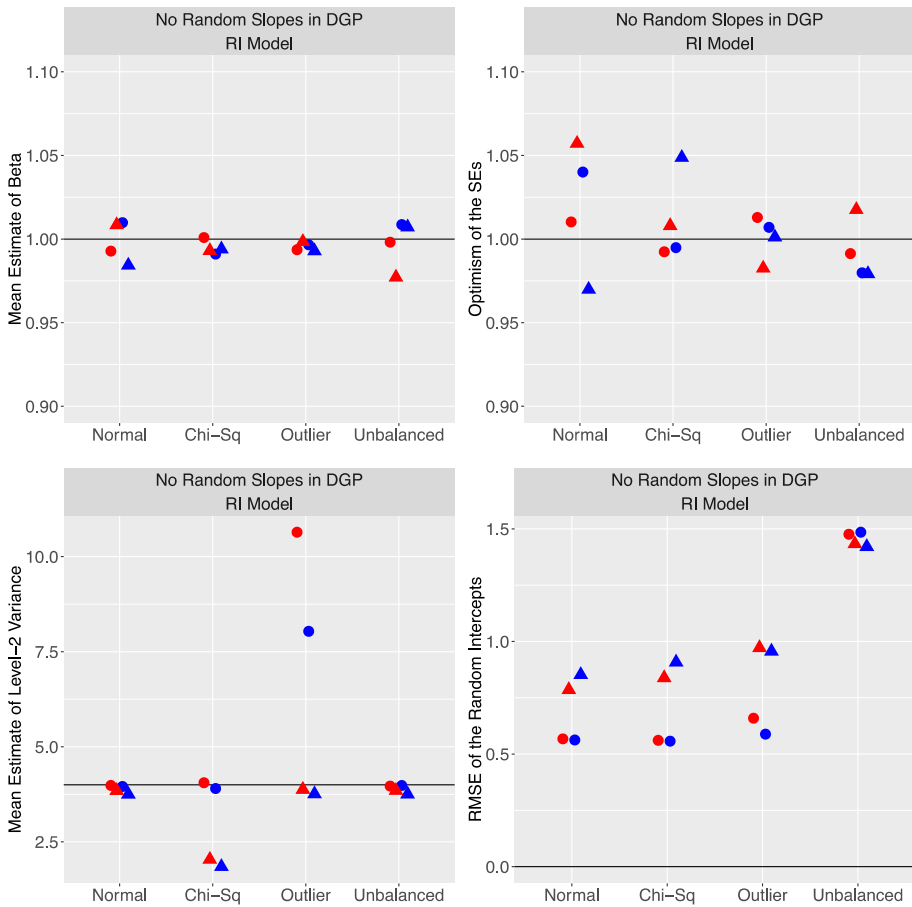 No Random Slopes in DGP
RI Model
Mean Estimate of Beta
1.10
1.05
1.00
0.95
0.90
Normal Chi−Sq Outlier Unbalanced
No Random Slopes in DGP
RI Model
Optimism of the SEs
1.10
1.05
1.00
0.95
0.90
Normal Chi−Sq Outlier Unbalanced
No Random Slopes in DGP
RI Model
Mean Estimate of Level−2 Variance
10.0
7.5
5.0
2.5
Normal Chi−Sq Outlier Unbalanced
No Random Slopes in DGP
RI Model
RMSE of the Random Intercepts
1.5
1.0
0.5
0.0
Normal Chi−Sq Outlier Unbalanced